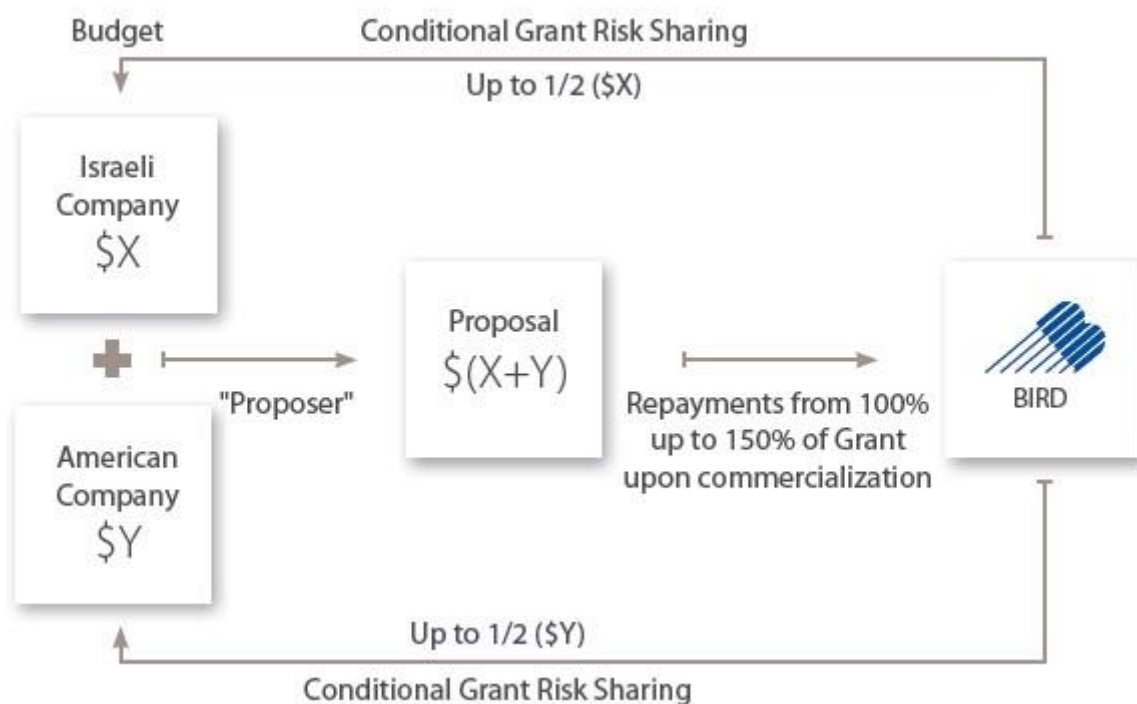 Budget
Conditional Grant Risk Sharing
Up to 1/2 ($X)
Israeli
Company
$X
"Proposer"
Proposal
$(X+Y)
Repayments from 100%
up to 150% of Grant
upon commercialization
BIRD
American
Company
$Y
Up to 1/2 ($Y)
Conditional Grant Risk Sharing